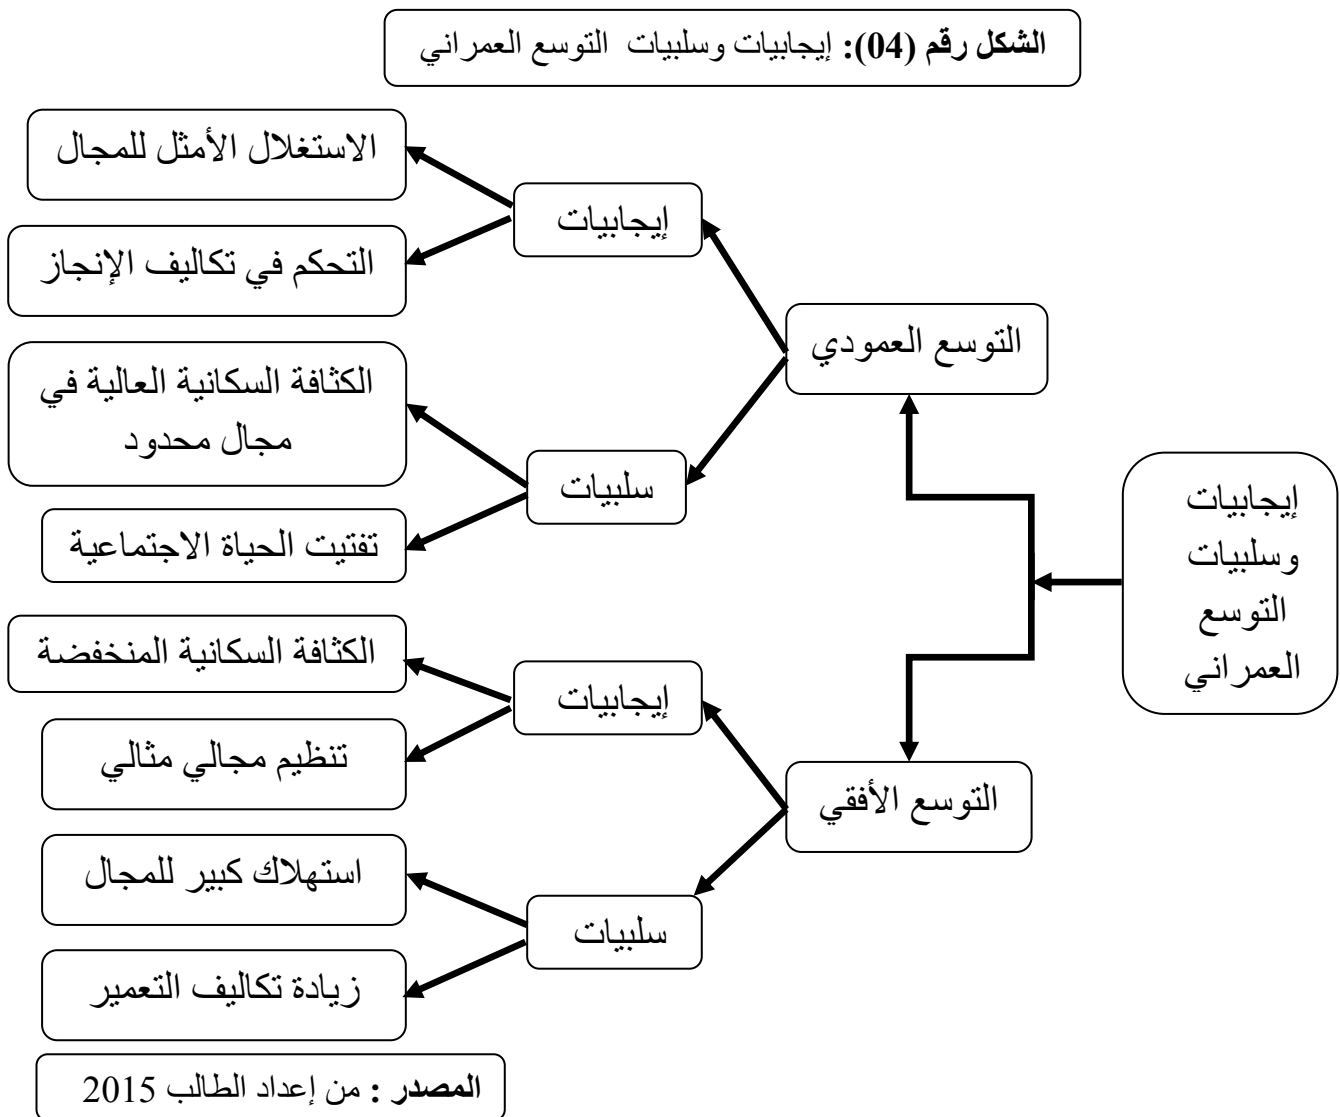 الشكل رقم (04): إيجابيات وسلبيات التوسع العمراني
إيجابيات
وسلبيات
التوسع
العمراني
التوسع العمودي
إيجابيات
الاستغلال الأمثل للمجال
التحكم في تكاليف الإنجاز
سلبيات
الكثافة السكانية العالية في
مجال محدود
تفتيت الحياة الاجتماعية
التوسع الأفقي
إيجابيات
الكثافة السكانية المنخفضة
تنظيم مجالي مثالي
سلبيات
استهلاك كبير للمجال
زيادة تكاليف التعمير
المصدر : من إعداد الطالب 2015